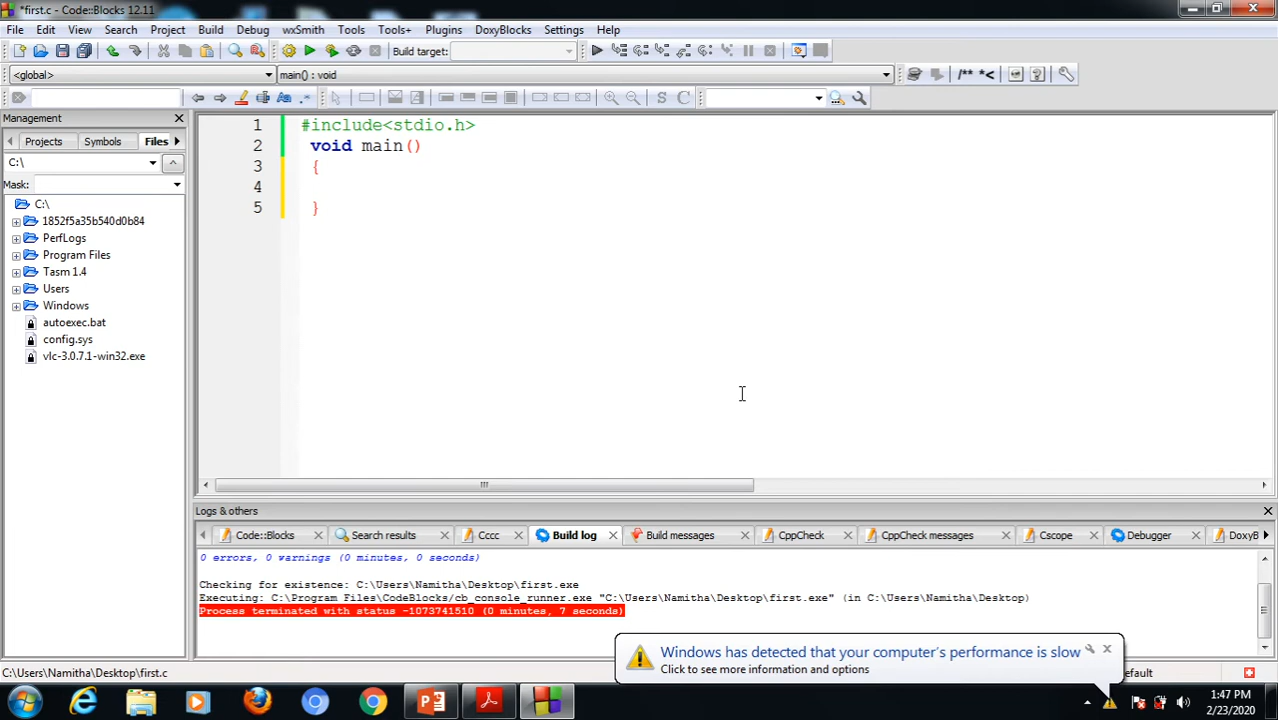 *first.c - Code::Blocks 12.11
File Edit View Search Project Build Debug wxSmith Tools Tools+ Plugins DoxyBlocks Settings Help
Build target:
<global> main() : void /** *<
S C
Management
Projects Symbols Files
C:\
Mask:
C:\
1852f5a35b540d0b84
PerfLogs
Program Files
Tasm 1.4
Users
Windows
autoexec.bat
config.sys
vlc-3.0.7.1-win32.exe
1 #include<stdio.h>
2 void main()
3 {
4
5 }
Logs & others
Code::Blocks Search results Cccc Build log Build messages CppCheck CppCheck messages Cscope Debugger DoxyB
0 errors, 0 warnings (0 minutes, 0 seconds)
Checking for existence: C:\Users\Namitha\Desktop\first.exe
Executing: C:\Program Files\CodeBlocks/cb_console_runner.exe "C:\Users\Namitha\Desktop\first.exe" (in C:\Users\Namitha\Desktop)
Process terminated with status -1073741510 (0 minutes, 7 seconds)
Windows has detected that your computer's performance is slow
Click to see more information and options
C:\Users\Namitha\Desktop\first.c efault
1:47 PM
2/23/2020